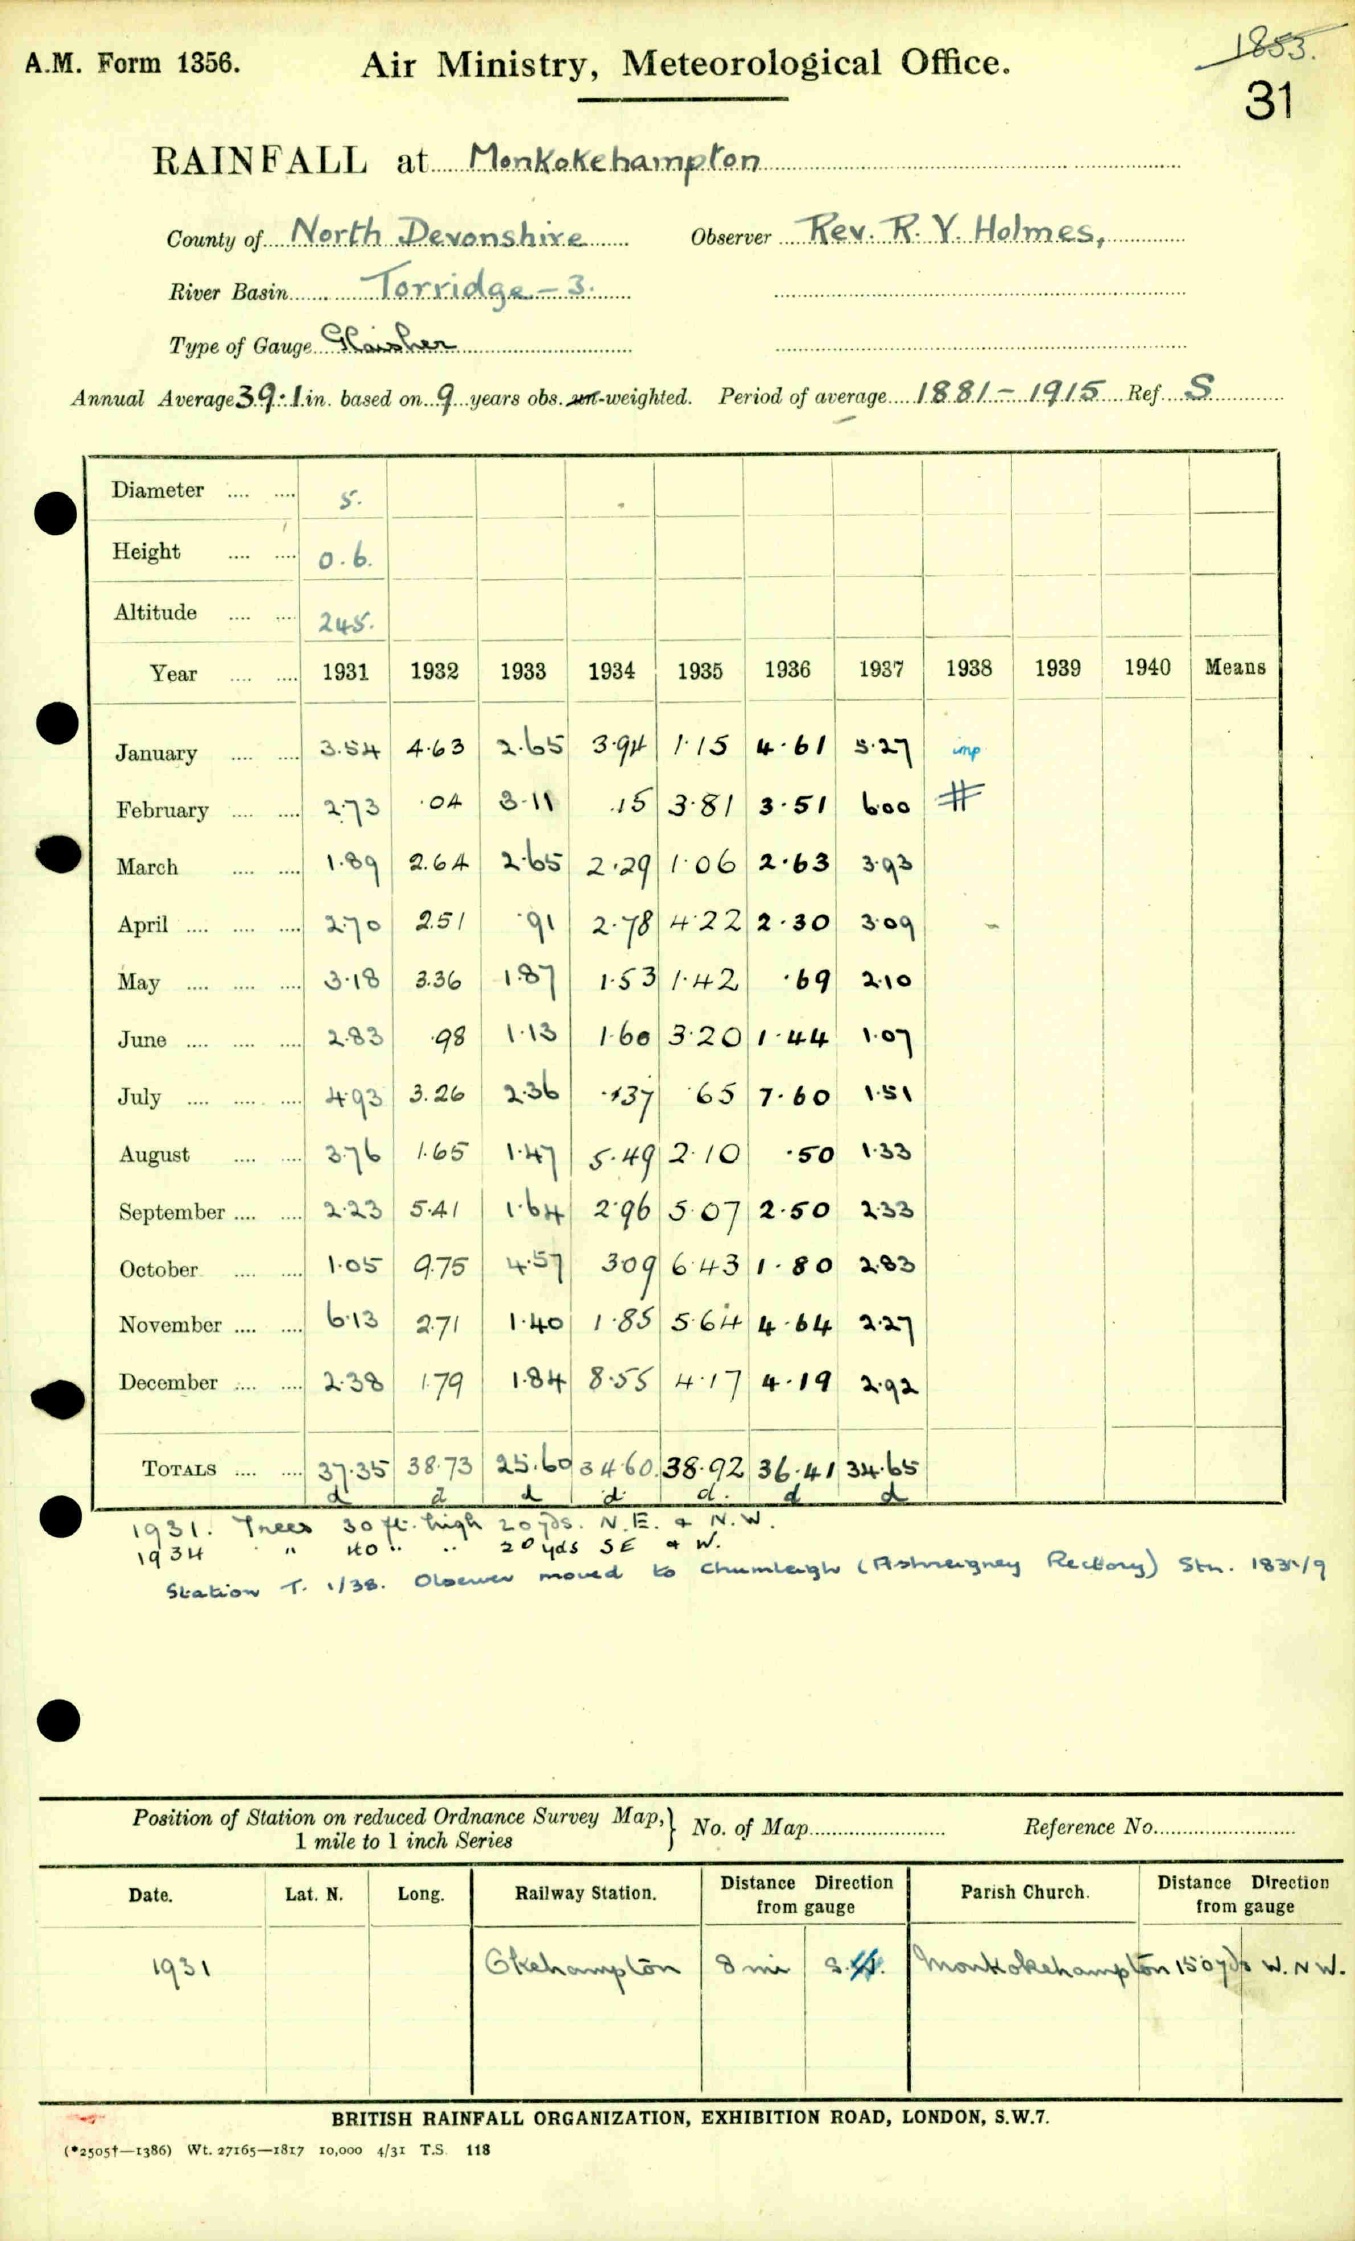 A.M. Form 1356.
Air Ministry, Meteorological Office.
1853.
31
RAINFALL at Monkokehampton
County of North Devonshire Observer Rev. R. V. Holmes,
River Basin Torridge - 3.
Type of Gauge Glaisher
Annual Average 39.1 in. based on 9 years obs. un-weighted. Period of average 1881 - 1915 Ref. S
Diameter 5.
Height 0.6.
Altitude 245.
Year 1931 1932 1933 1934 1935 1936 1937 1938 1939 1940 Means
January 3.54 4.63 2.65 3.94 1.15 4.61 5.27 imp
February 2.73 .04 3.11 .15 3.81 3.51 6.00 #
March 1.89 2.64 2.65 2.29 1.06 2.63 3.93
April 2.70 2.51 .91 2.78 4.22 2.30 3.09
May 3.18 3.36 1.87 1.53 1.42 .69 2.10
June 2.83 .98 1.13 1.60 3.20 1.44 1.07
July 4.93 3.26 2.36 .37 .65 7.60 1.51
August 3.76 1.65 1.47 5.49 2.10 .50 1.33
September 2.23 5.41 1.64 2.96 5.07 2.50 2.33
October 1.05 9.75 4.57 3.09 6.43 1.80 2.83
November 6.13 2.71 1.40 1.85 5.64 4.64 2.27
December 2.38 1.79 1.84 8.55 4.17 4.19 2.92
TOTALS 37.35 38.73 25.60 34.60 38.92 36.41 34.65
d d d d d. d d
1931. Trees 30 ft. high 20 yds. N.E. & N.W.
1934 " 40 " " 20 yds SE & W.
Station T. 1/38. Observer moved to Chumleigh (Ashreigney Rectory) Stn.
Position of Station on reduced Ordnance Survey Map, } No. of Map Reference No.
1 mile to 1 inch Series
Date. Lat. N. Long. Railway Station. Distance Direction from gauge Parish Church. Distance Direction from gauge
1931 Okehampton 8 mi S. Monkokehampton 150 yds W.N.W.
BRITISH RAINFALL ORGANIZATION, EXHIBITION ROAD, LONDON, S.W.7.
(*2505†—1386) Wt. 27165—1817 10,000 4/31 T.S. 118